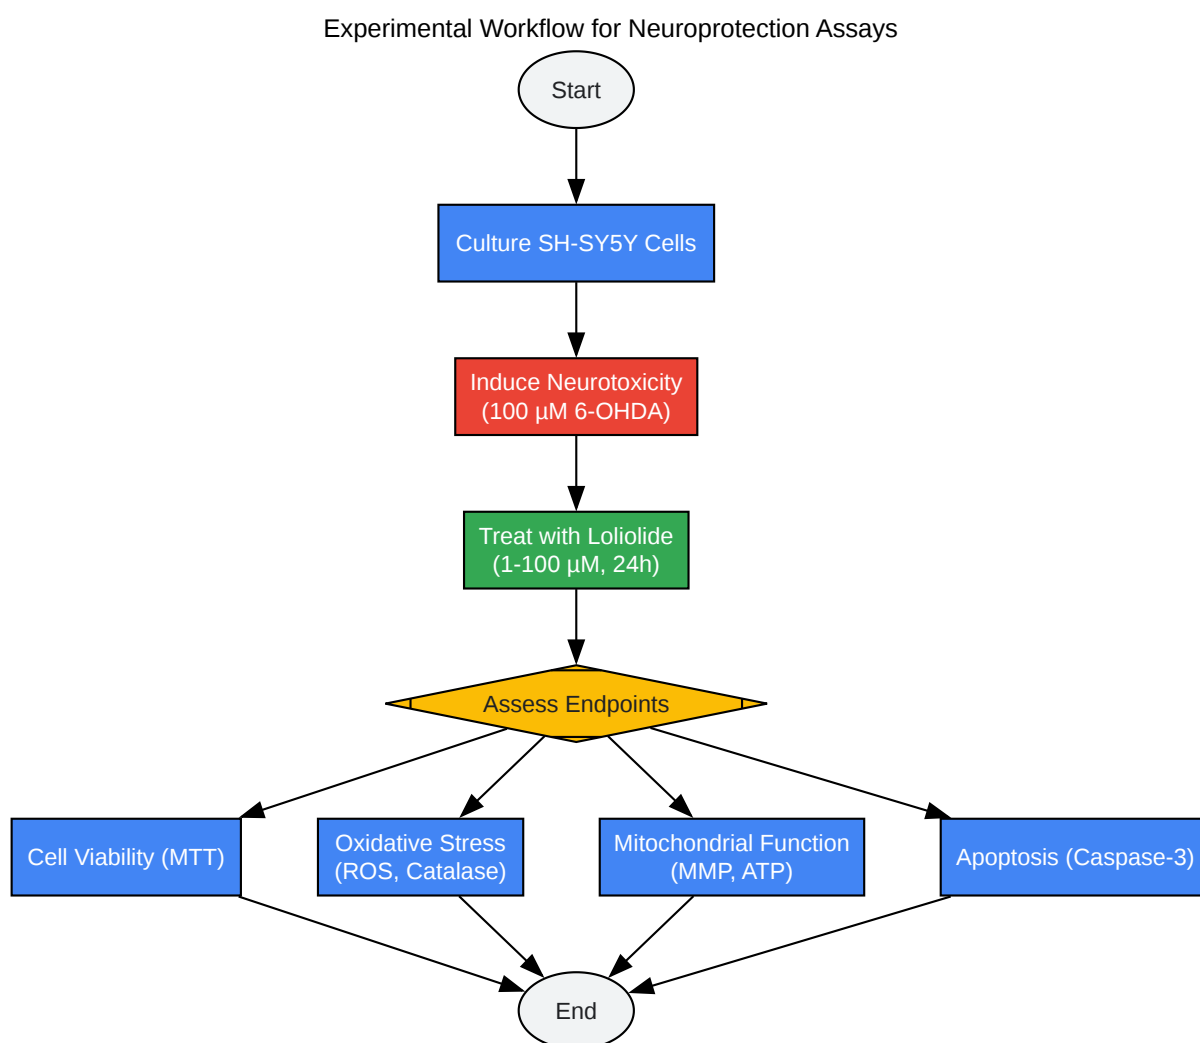 Experimental Workflow for Neuroprotection Assays
Start
Culture SH-SY5Y Cells
Induce Neurotoxicity
(100 µM 6-OHDA)
Treat with Loliolide
(1-100 µM, 24h)
Assess Endpoints
Cell Viability (MTT)
Oxidative Stress
(ROS, Catalase)
Mitochondrial Function
(MMP, ATP)
Apoptosis (Caspase-3)
End